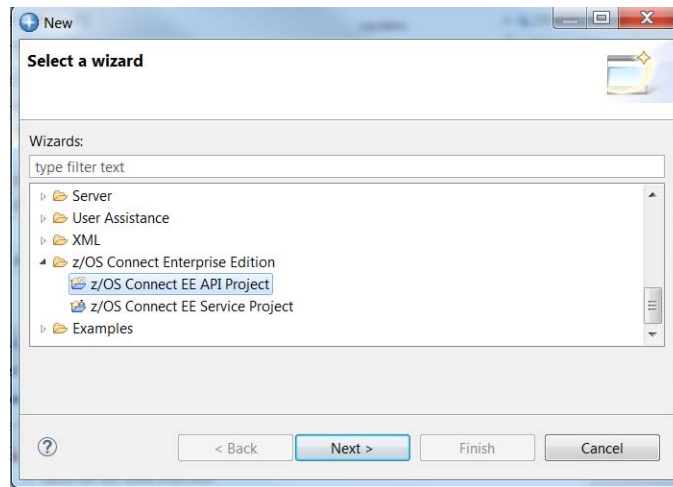 New
Select a wizard
Wizards:
type filter text
Server
User Assistance
XML
z/OS Connect Enterprise Edition
z/OS Connect EE API Project
z/OS Connect EE Service Project
Examples
?
< Back
Next >
Finish
Cancel